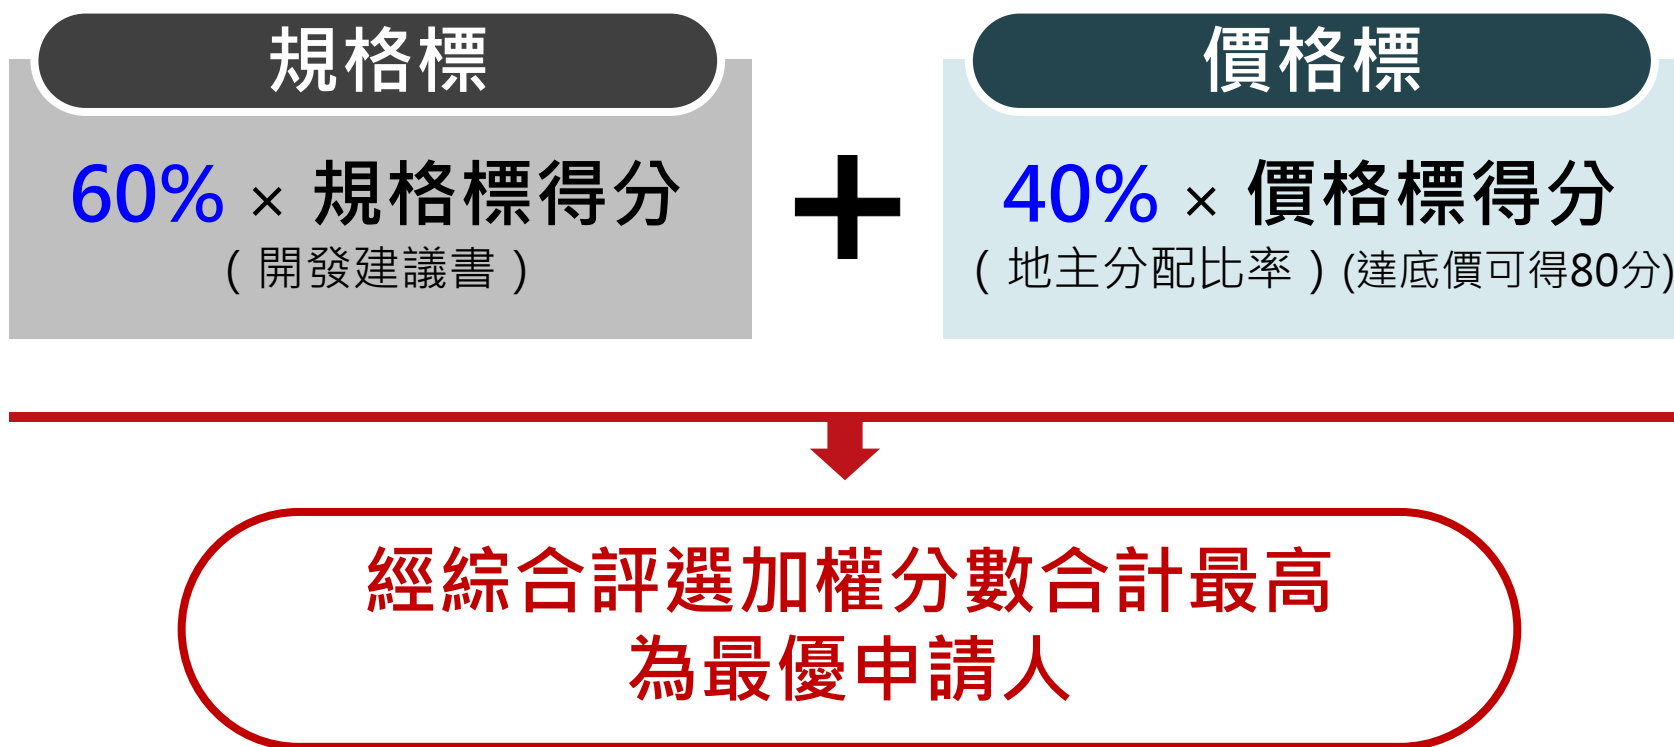 規格標
60% × 規格標得分
( 開發建議書 )
+
價格標
40% × 價格標得分
( 地主分配比率 ) (達底價可得80分)
經綜合評選加權分數合計最高
為最優申請人